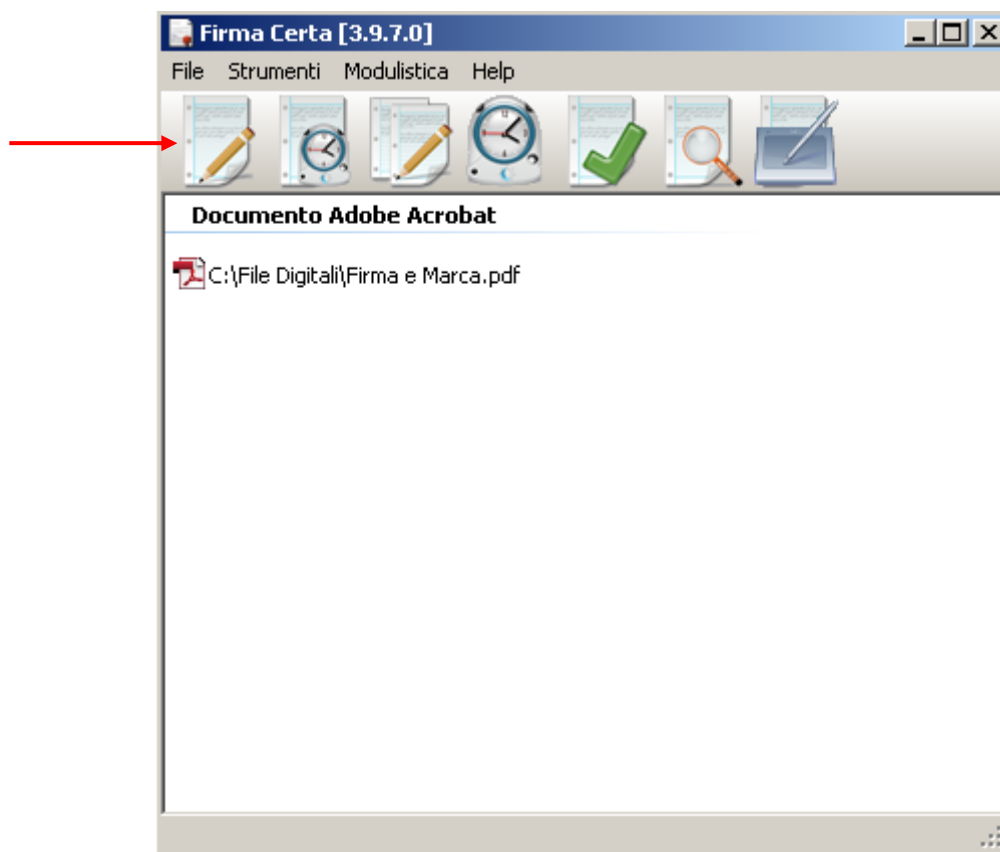 Firma Certa [3.9.7.0]
File Strumenti Modulistica Help
Documento Adobe Acrobat
C:\File Digitali\Firma e Marca.pdf